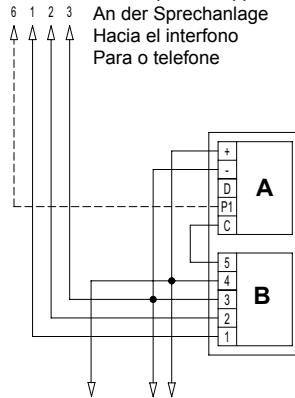 6 1 2 3 An der Sprechanlage
Hacia el interfono
Para o telefone
+
-
D
P1
C
A
5
4
3
2
1
B